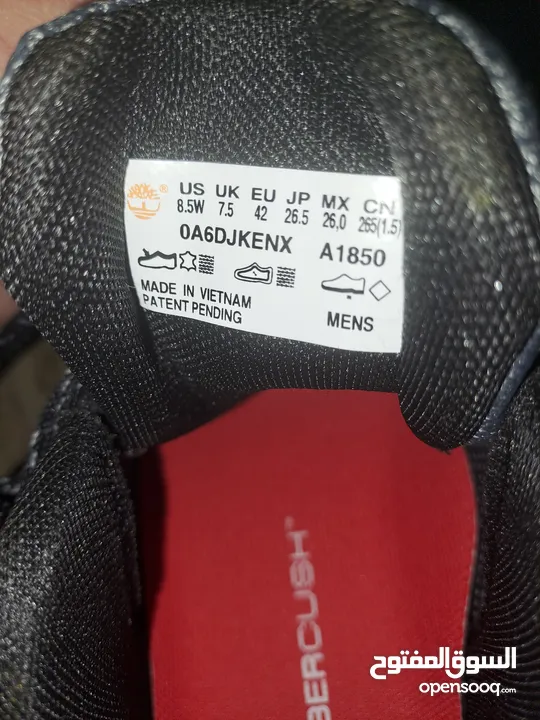 US UK EU JP MX CN
8.5W 7.5 42 26.5 26,0 265(1.5)
0A6DJKENX A1850
MADE IN VIETNAM
PATENT PENDING
MENS
BERCUSH™
السوق المفتوح
opensooq.com